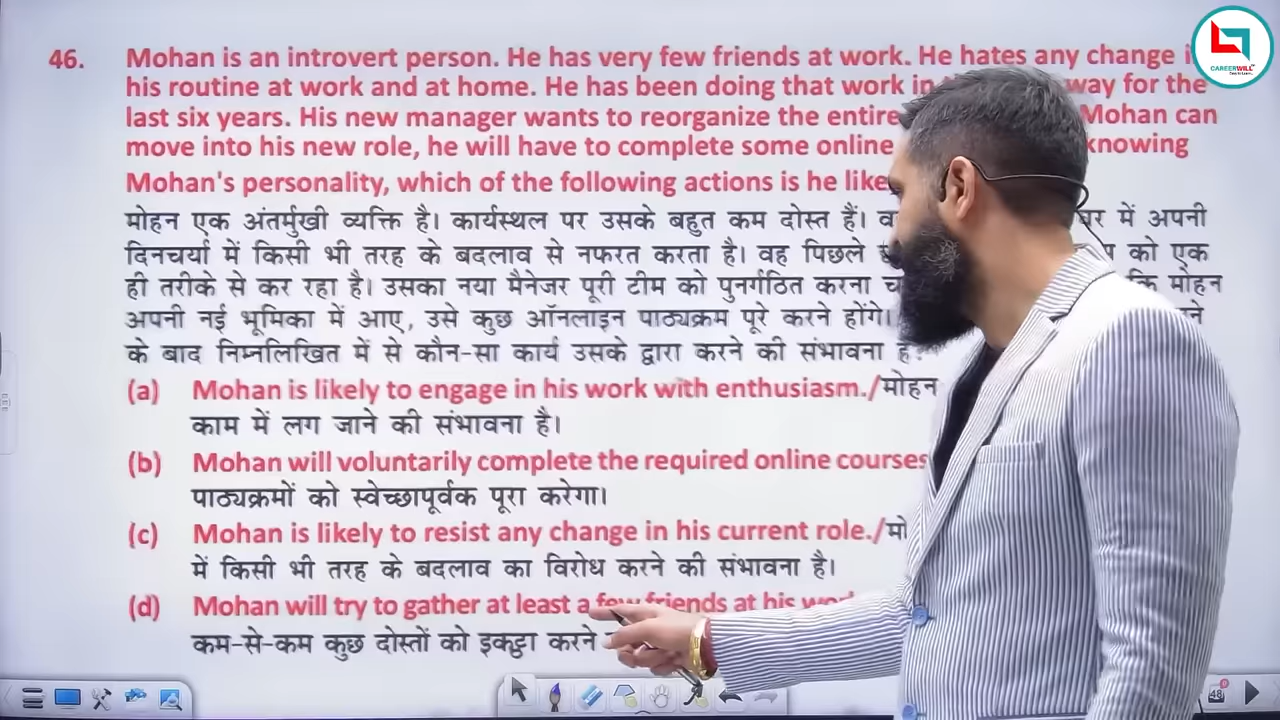 46. Mohan is an introvert person. He has very few friends at work. He hates any change
his routine at work and at home. He has been doing that work in way for the
last six years. His new manager wants to reorganize the entire Mohan can
move into his new role, he will have to complete some online knowing
Mohan's personality, which of the following actions is he
मोहन एक अंतर्मुखी व्यक्ति है। कार्यस्थल पर उसके बहुत कम दोस्त हैं। में अपनी
दिनचर्या में किसी भी तरह के बदलाव से नफरत करता है। वह पिछले को एक
ही तरीके से कर रहा है। उसका नया मैनेजर पूरी टीम को पुनर्गठित करना मोहन
अपनी नई भूमिका में आए, उसे कुछ ऑनलाइन पाठ्यक्रम पूरे करने होंगे।
के बाद निम्नलिखित में से कौन-सा कार्य उसके द्वारा करने की संभावना है?
(a) Mohan is likely to engage in his work with enthusiasm./मोहन
काम में लग जाने की संभावना है।
(b) Mohan will voluntarily complete the required online courses
पाठ्यक्रमों को स्वेच्छापूर्वक पूरा करेगा।
(c) Mohan is likely to resist any change in his current role./
में किसी भी तरह के बदलाव का विरोध करने की संभावना है।
(d) Mohan will try to gather at least a few friends at his
कम-से-कम कुछ दोस्तों को इकट्ठा करने
CAREERWILL
48